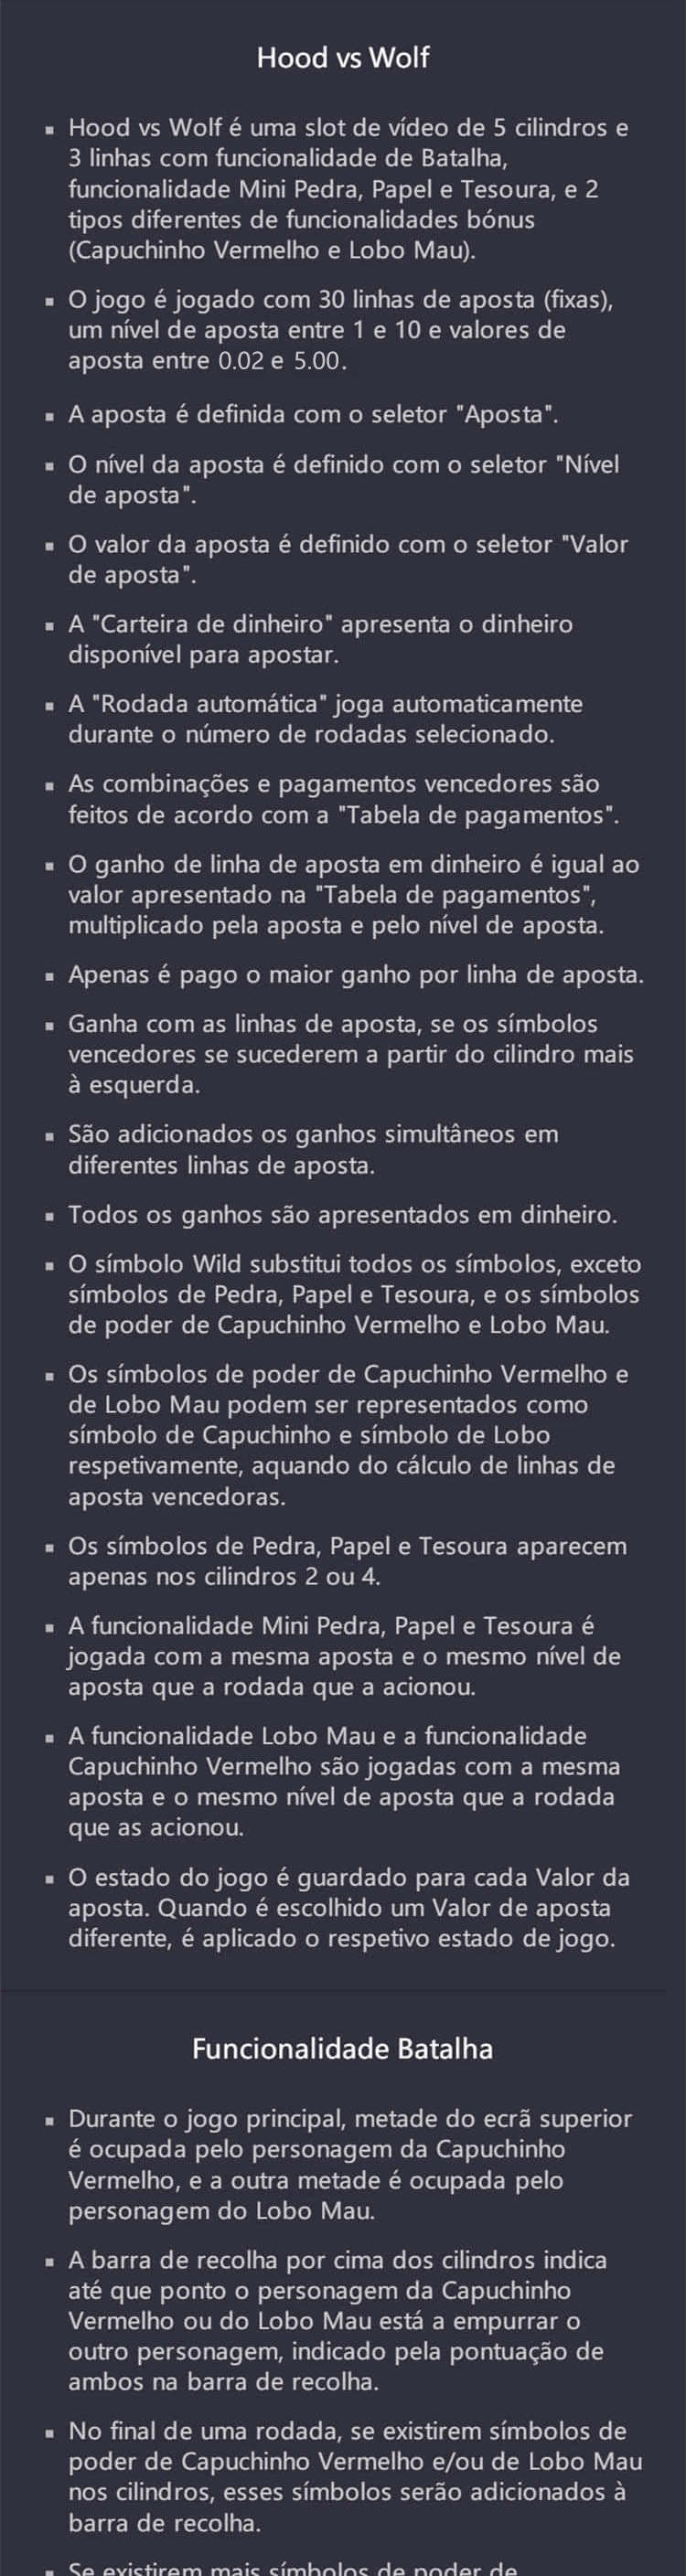 Hood vs Wolf
▪ Hood vs Wolf é uma slot de vídeo de 5 cilindros e
3 linhas com funcionalidade de Batalha,
funcionalidade Mini Pedra, Papel e Tesoura, e 2
tipos diferentes de funcionalidades bónus
(Capuchinho Vermelho e Lobo Mau).
▪ O jogo é jogado com 30 linhas de aposta (fixas),
um nível de aposta entre 1 e 10 e valores de
aposta entre 0.02 e 5.00.
▪ A aposta é definida com o seletor "Aposta".
▪ O nível da aposta é definido com o seletor "Nível
de aposta".
▪ O valor da aposta é definido com o seletor "Valor
de aposta".
▪ A "Carteira de dinheiro" apresenta o dinheiro
disponível para apostar.
▪ A "Rodada automática" joga automaticamente
durante o número de rodadas selecionado.
▪ As combinações e pagamentos vencedores são
feitos de acordo com a "Tabela de pagamentos".
▪ O ganho de linha de aposta em dinheiro é igual ao
valor apresentado na "Tabela de pagamentos",
multiplicado pela aposta e pelo nível de aposta.
▪ Apenas é pago o maior ganho por linha de aposta.
▪ Ganha com as linhas de aposta, se os símbolos
vencedores se sucederem a partir do cilindro mais
à esquerda.
▪ São adicionados os ganhos simultâneos em
diferentes linhas de aposta.
▪ Todos os ganhos são apresentados em dinheiro.
▪ O símbolo Wild substitui todos os símbolos, exceto
símbolos de Pedra, Papel e Tesoura, e os símbolos
de poder de Capuchinho Vermelho e Lobo Mau.
▪ Os símbolos de poder de Capuchinho Vermelho e
de Lobo Mau podem ser representados como
símbolo de Capuchinho e símbolo de Lobo
respetivamente, aquando do cálculo de linhas de
aposta vencedoras.
▪ Os símbolos de Pedra, Papel e Tesoura aparecem
apenas nos cilindros 2 ou 4.
▪ A funcionalidade Mini Pedra, Papel e Tesoura é
jogada com a mesma aposta e o mesmo nível de
aposta que a rodada que a acionou.
▪ A funcionalidade Lobo Mau e a funcionalidade
Capuchinho Vermelho são jogadas com a mesma
aposta e o mesmo nível de aposta que a rodada
que as acionou.
▪ O estado do jogo é guardado para cada Valor da
aposta. Quando é escolhido um Valor de aposta
diferente, é aplicado o respetivo estado de jogo.
Funcionalidade Batalha
▪ Durante o jogo principal, metade do ecrã superior
é ocupada pelo personagem da Capuchinho
Vermelho, e a outra metade é ocupada pelo
personagem do Lobo Mau.
▪ A barra de recolha por cima dos cilindros indica
até que ponto o personagem da Capuchinho
Vermelho ou do Lobo Mau está a empurrar o
outro personagem, indicado pela pontuação de
ambos na barra de recolha.
▪ No final de uma rodada, se existirem símbolos de
poder de Capuchinho Vermelho e/ou de Lobo Mau
nos cilindros, esses símbolos serão adicionados à
barra de recolha.
▪ Se existirem mais símbolos de poder de